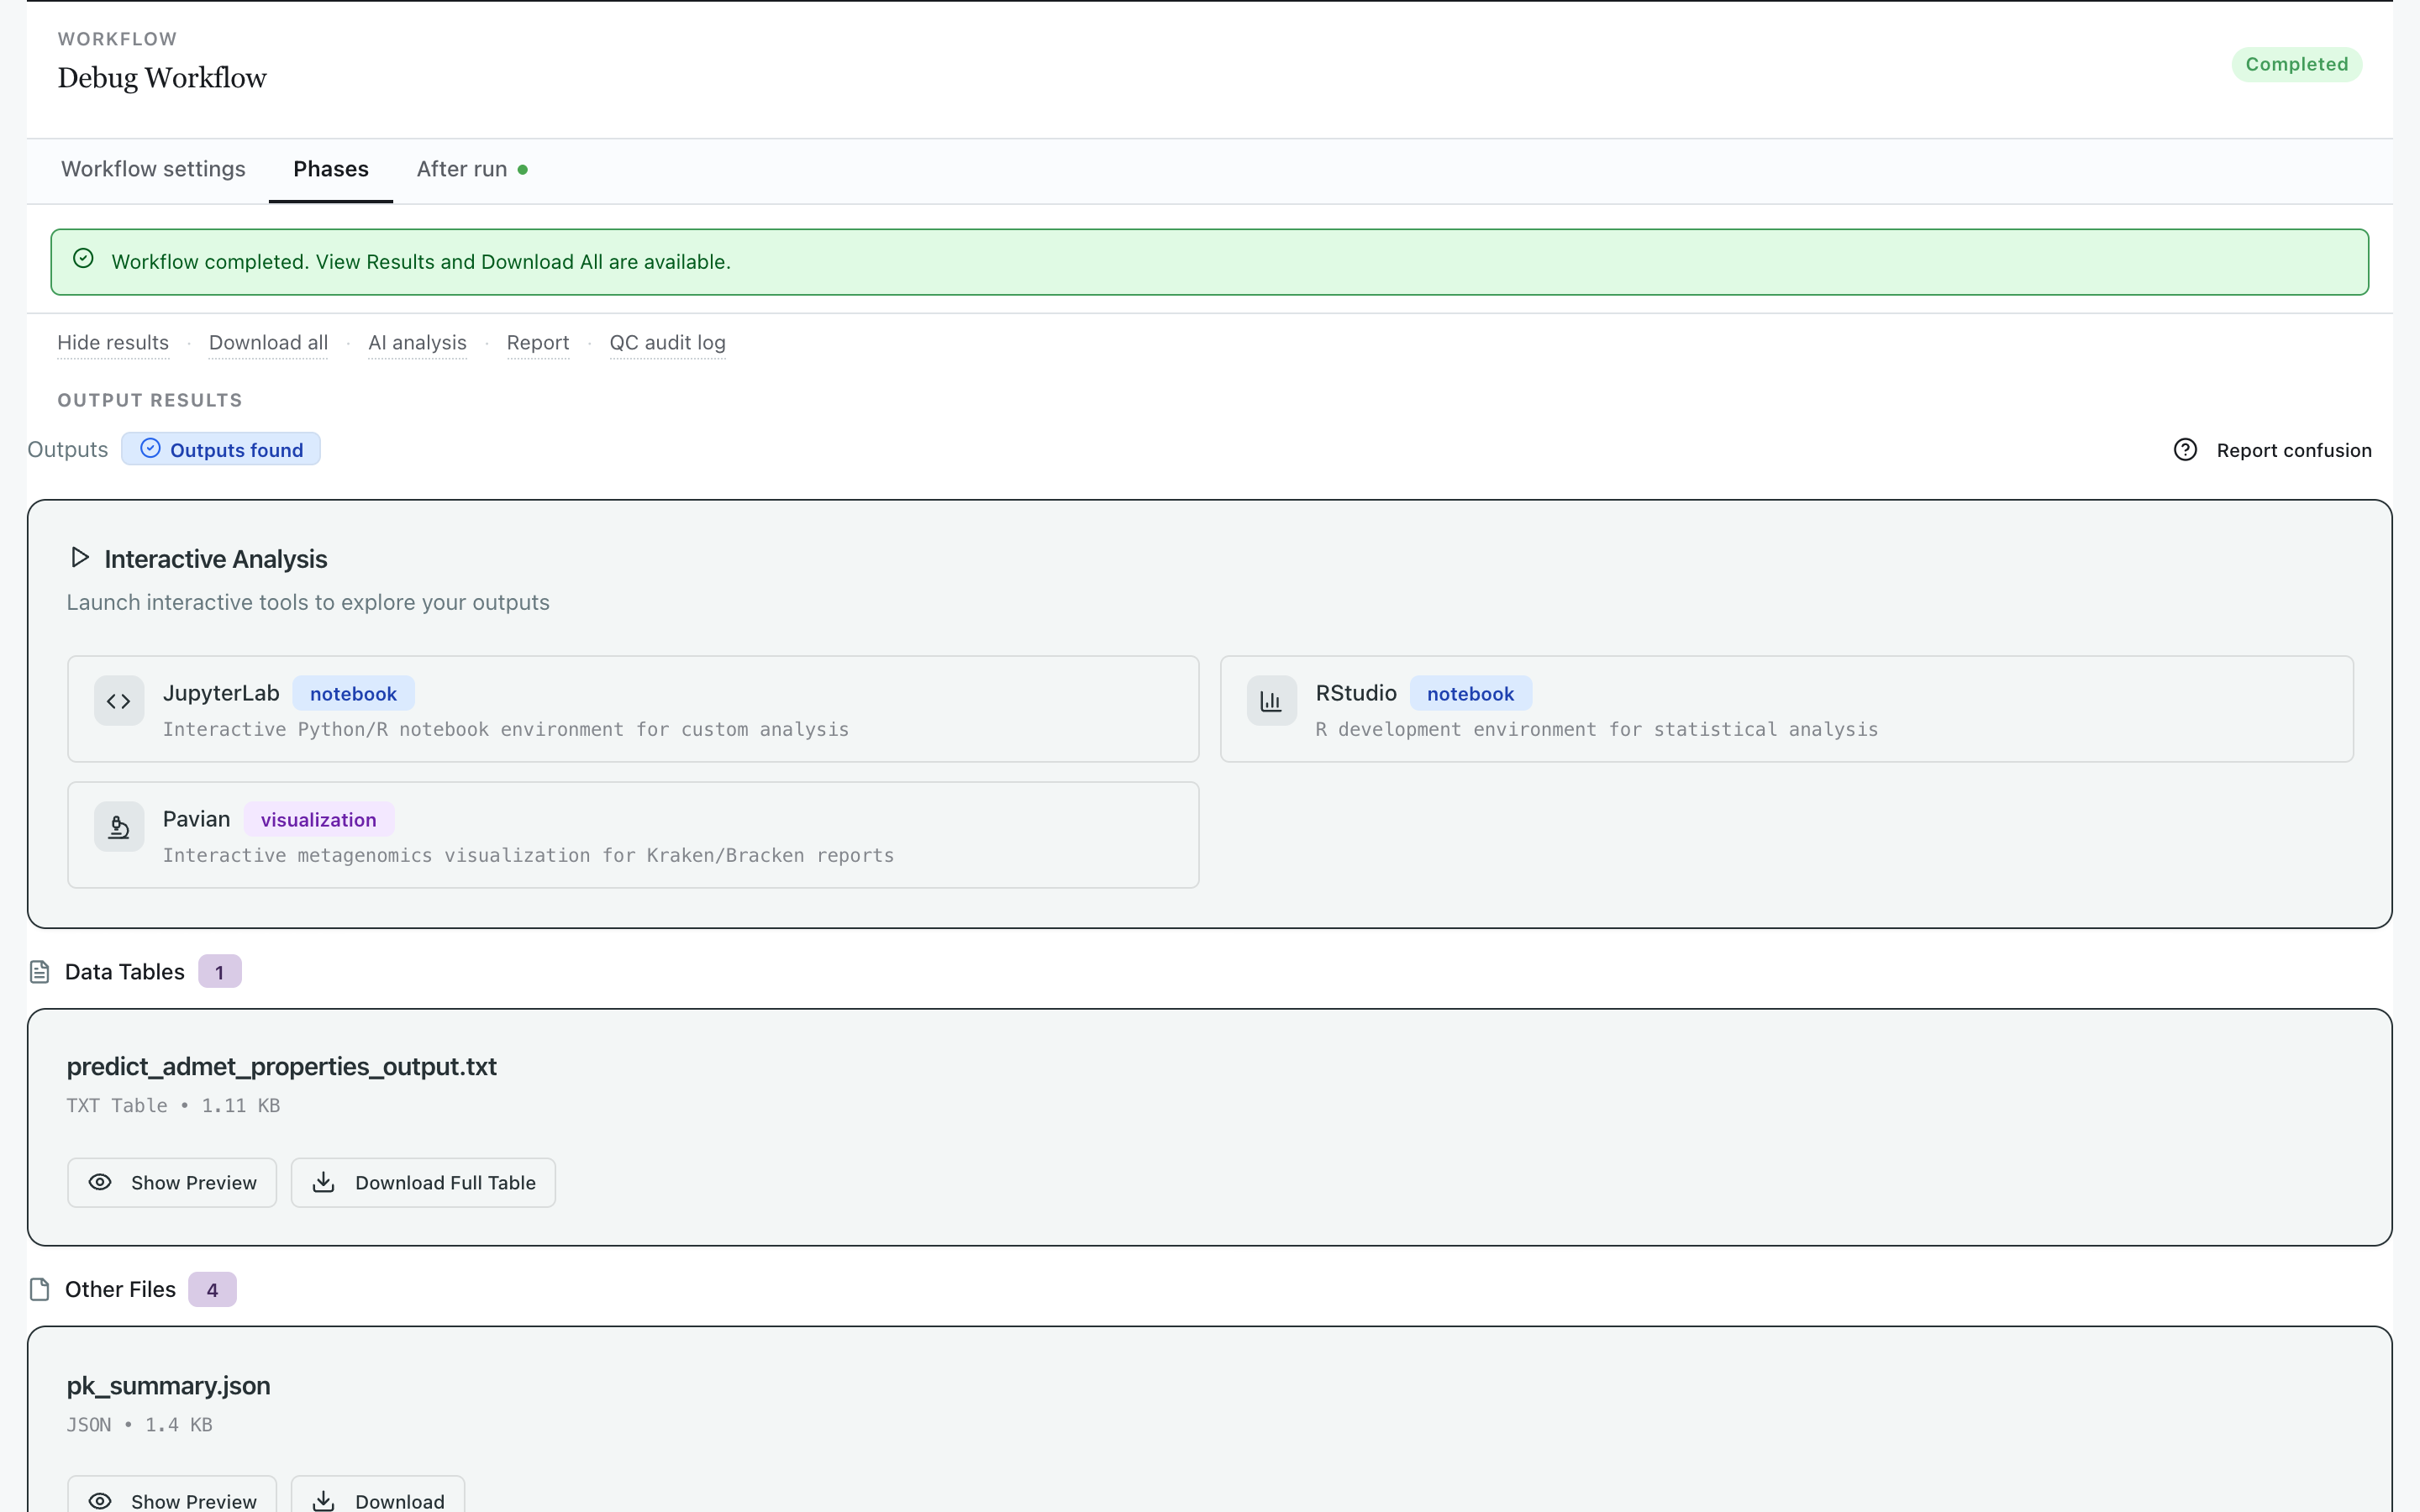 WORKFLOW
Debug Workflow
Completed
Workflow settings Phases After run
Workflow completed. View Results and Download All are available.
Hide results · Download all · AI analysis · Report · QC audit log
OUTPUT RESULTS
Outputs Outputs found Report confusion
Interactive Analysis
Launch interactive tools to explore your outputs
JupyterLab notebook
Interactive Python/R notebook environment for custom analysis
RStudio notebook
R development environment for statistical analysis
Pavian visualization
Interactive metagenomics visualization for Kraken/Bracken reports
Data Tables 1
predict_admet_properties_output.txt
TXT Table • 1.11 KB
Show Preview Download Full Table
Other Files 4
pk_summary.json
JSON • 1.4 KB
Show Preview Download